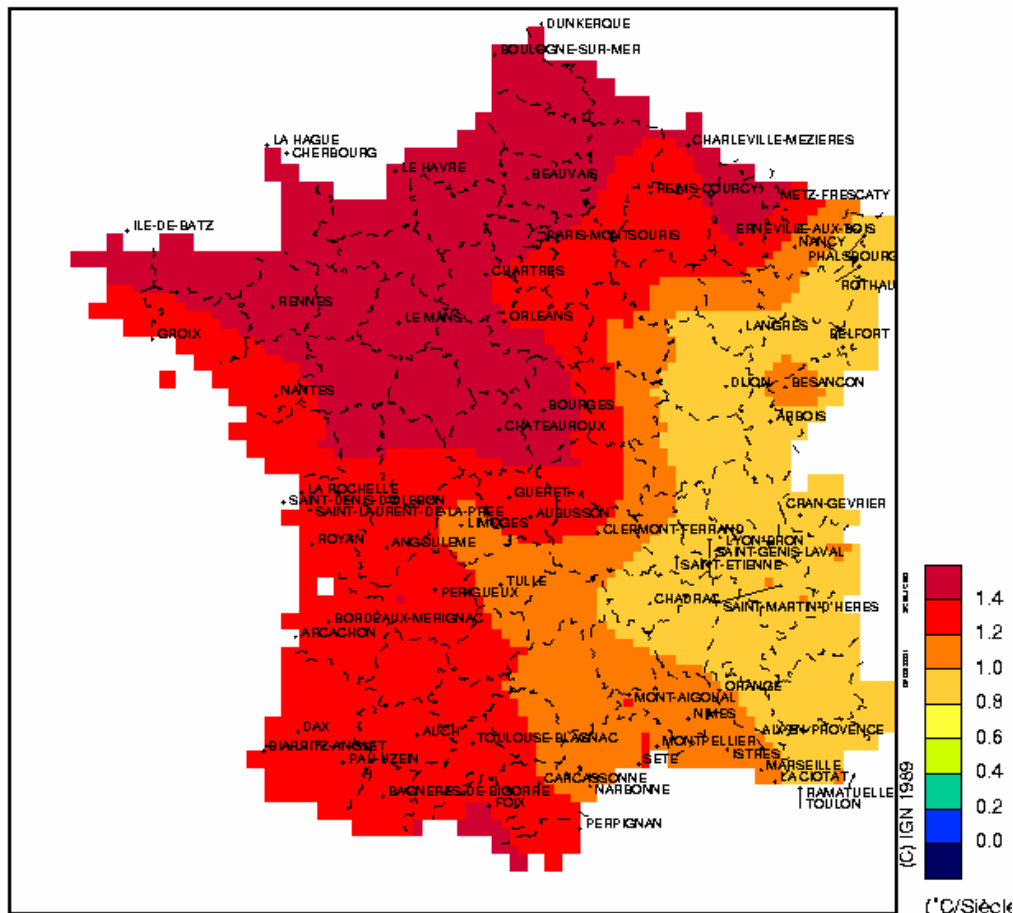 DUNKERQUE
BOULOGNE-SUR-MER
LA HAGUE
CHERBOURG
CHARLEVILLE-MEZIERES
LE HAVRE
BEAUVAIS
REIMS-COURCY
METZ-FRESCATY
ILE-DE-BATZ
PARIS-MONTSOURIS
ERNEVILLE-AUX-BOIS
NANCY
PHALSBOURG
CHARTRES
ROTHAU
RENNES
LE MANS
ORLEANS
GROIX
LANGRES
BELFORT
NANTES
DIJON
BESANCON
BOURGES
ARBOIS
CHATEAUROUX
LA ROCHELLE
GUERET
SAINT-DENIS-D'OLERON
CRAN-GEVRIER
SAINT-LAURENT-DE-LA-PREE
AUBUSSON
LIMOGES
CLERMONT-FERRAND
ROYAN
ANGOULEME
LYON-BRON
SAINT-GENIS-LAVAL
SAINT-ETIENNE
TULLE
PERIGUEUX
CHADRAC
SAINT-MARTIN-D'HERES
BORDEAUX-MERIGNAC
ARCACHON
ORANGE
MONT-AIGOUAL
NIMES
DAX
AUCH
TOULOUSE-BLAGNAC
AIX-EN-PROVENCE
BIARRITZ-ANGLET
MONTPELLIER
PAU-UZEIN
SETE
ISTRES
MARSEILLE
CARCASSONNE
LA CIOTAT
BAGNERES-DE-BIGORRE
NARBONNE
RAMATUELLE
FOIX
TOULON
PERPIGNAN
(C) IGN 1989
1.4
1.2
1.0
0.8
0.6
0.4
0.2
0.0
(°C/Siècle